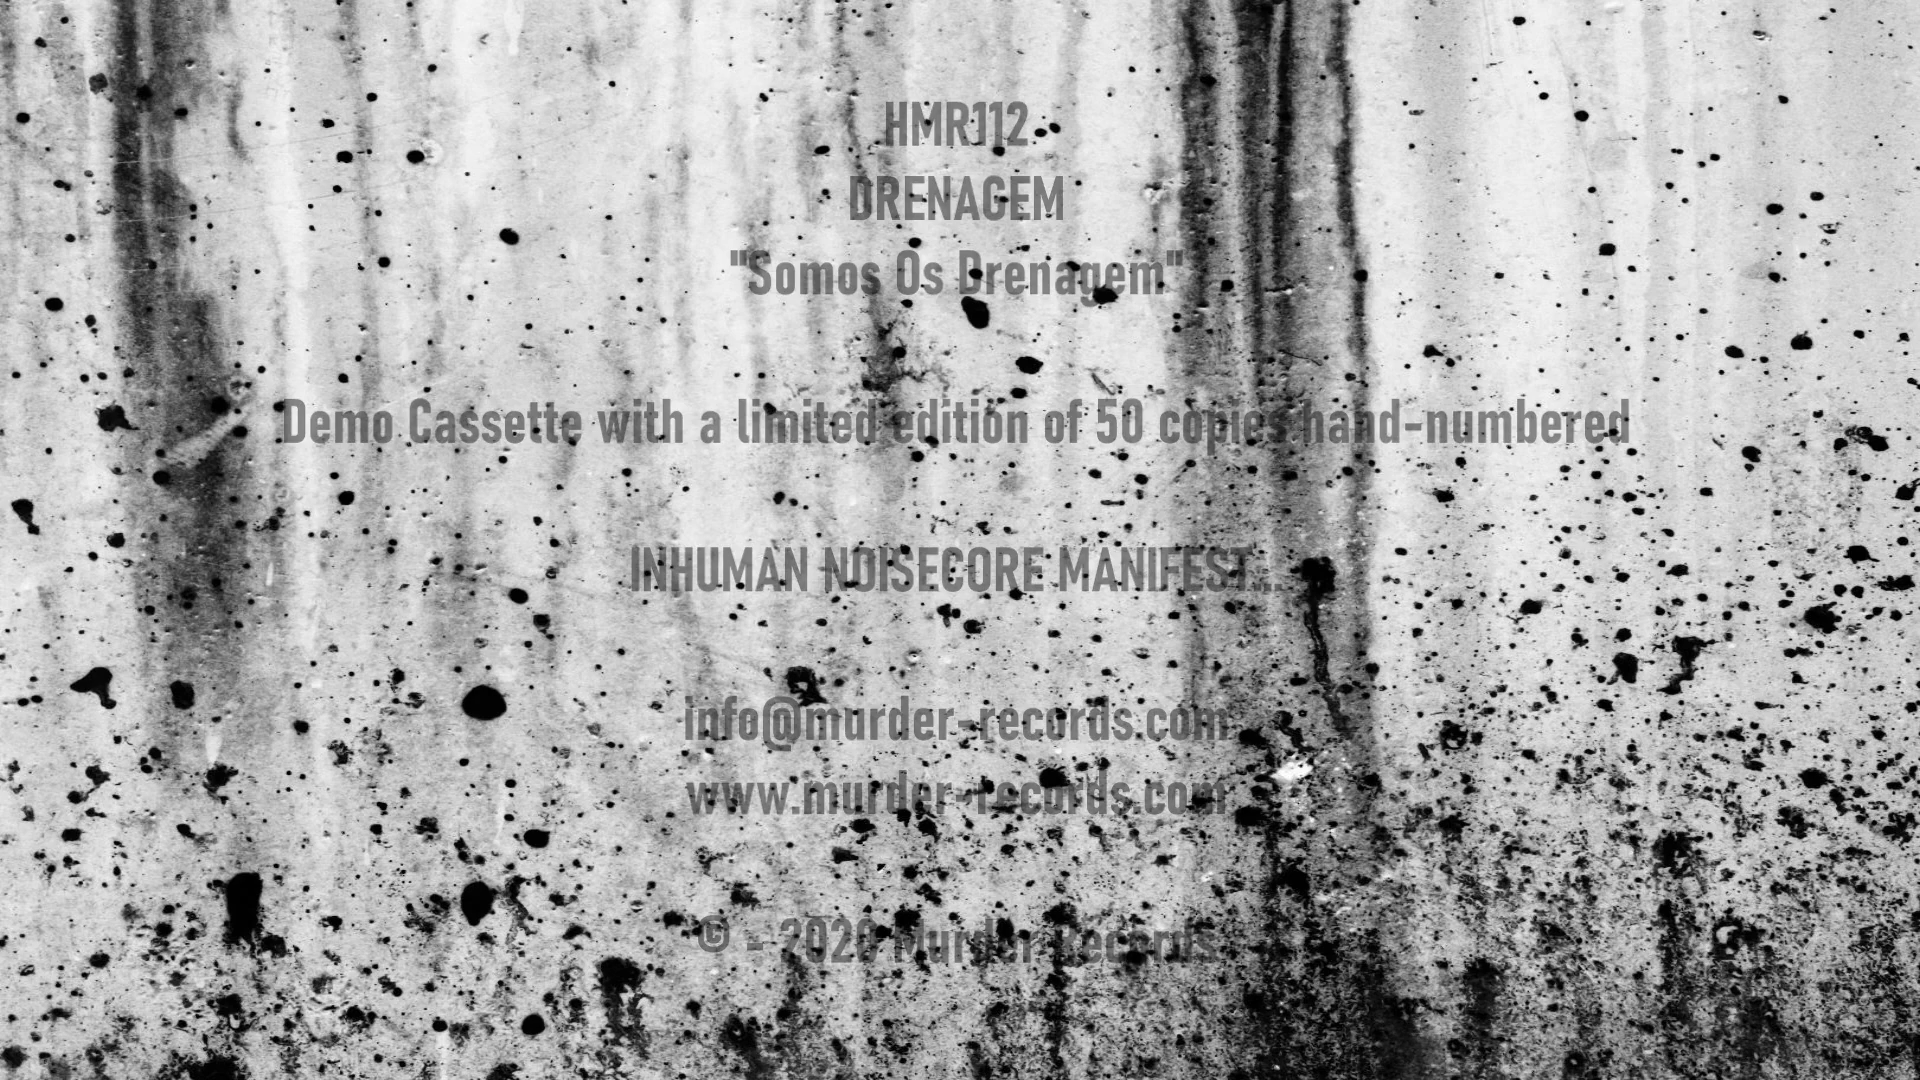 HMR112
DRENAGEM
"Somos Os Drenagem"
Demo Cassette with a limited edition of 50 copies hand-numbered
INHUMAN NOISECORE MANIFEST...
info@murder-records.com
www.murder-records.com
© - 2020 Murder Records